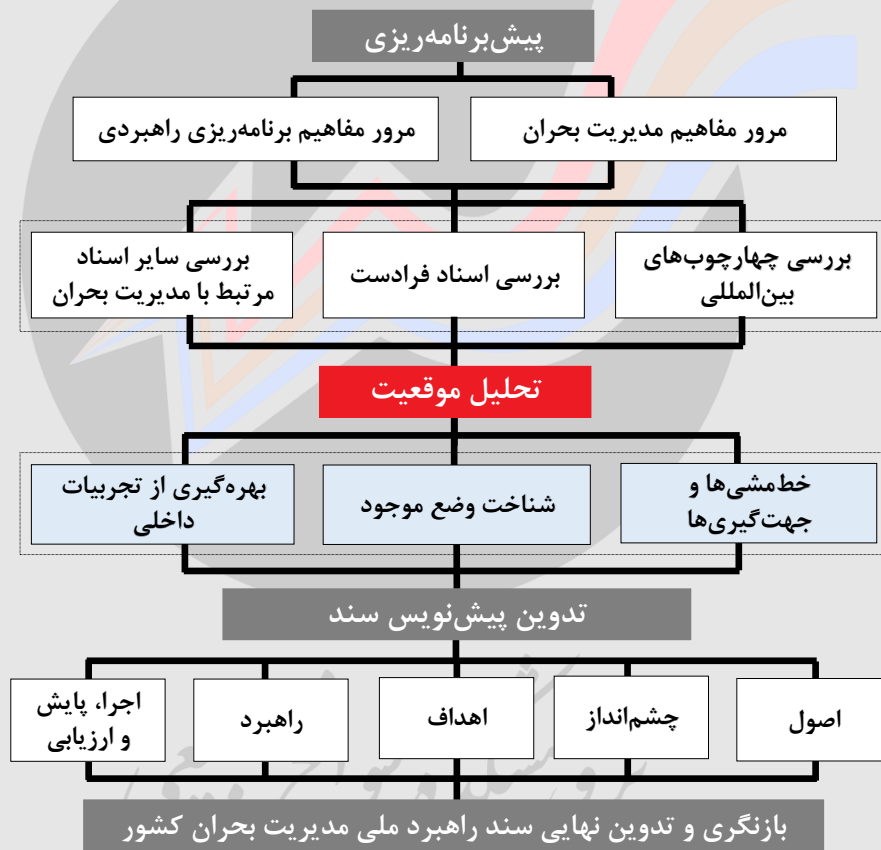 پیش‌برنامه‌ریزی
مرور مفاهیم مدیریت بحران
مرور مفاهیم برنامه‌ریزی راهبردی
بررسی چهارچوب‌های
بین‌المللی
بررسی اسناد فرادست
بررسی سایر اسناد
مرتبط با مدیریت بحران
تحلیل موقعیت
خط‌مشی‌ها و
جهت‌گیری‌ها
شناخت وضع موجود
بهره‌گیری از تجربیات
داخلی
تدوین پیش‌نویس سند
اصول
چشم‌انداز
اهداف
راهبرد
اجرا، پایش
و ارزیابی
بازنگری و تدوین نهایی سند راهبرد ملی مدیریت بحران کشور